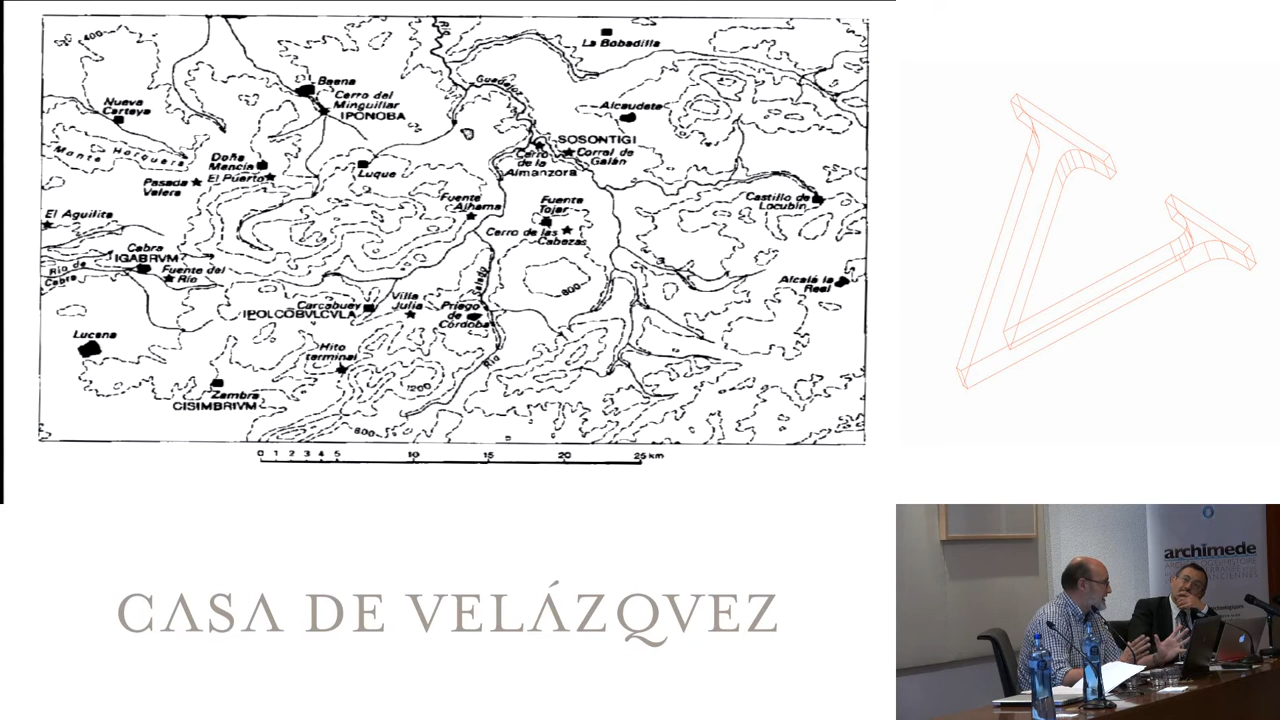 400
Río
La Bobadilla
Baena
Guadajoz
Cerro del
Minguillar
IPONOBA
Nueva
Carteya
Alcaudete
SOSONTIGI
Cerro
de la
Almanzora
Corral de
Galán
Monte Horquera
Doña
Mencía
El Puerto
Luque
Pasada
Valera
Fuente
Alhama
Fuente
Tojar
Castillo de
Locubín
El Aguilita
Cerro de las
Cabezas
Cabra
IGABRVM
Río de
Cabra
Fuente del
Río
800
Alcalá la
Real
Salado
Villa
Julia
Carcabuey
IPOLCOBVLCVLA
Priego
de
Córdoba
Lucena
Hito
terminal
Río
1200
Zambra
CISIMBRIVM
800
0 1 2 3 4 5 10 15 20 25 km
CASA DE VELÁZQVEZ
archimede